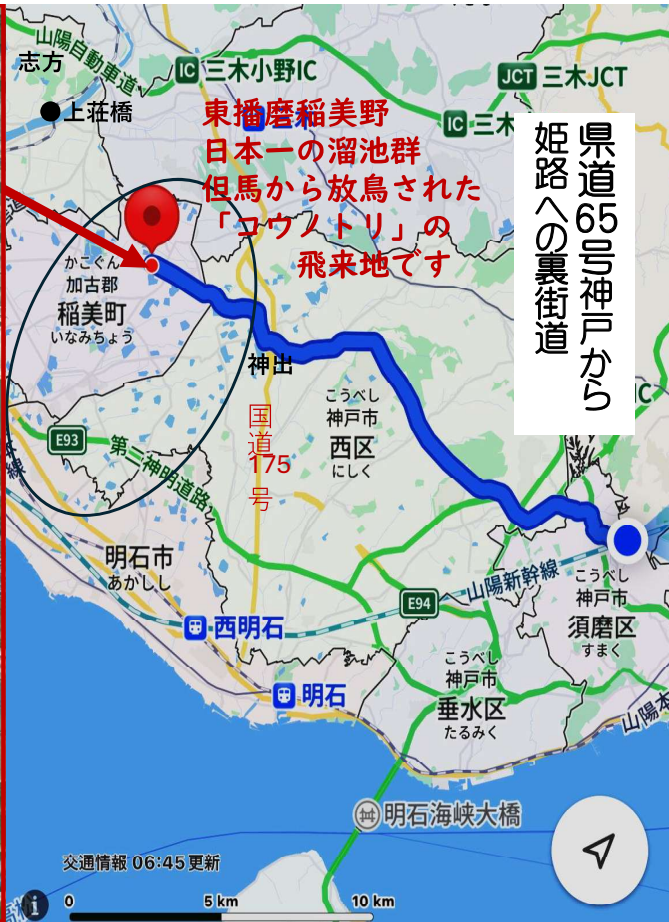 山陽自動車道
志方
IC 三木小野IC
JCT 三木JCT
上荘橋
IC 三木
東播磨稲美野
日本一の溜池群
但馬から放鳥された
「コウノトリ」の
飛来地です
県道65号神戸から
姫路への裏街道
かこぐん
加古郡
稲美町
いなみちょう
神出
こうべし
神戸市
西区
にしく
国道175号
E93
第二神明道路
明石市
あかしし
E94
山陽新幹線
こうべし
神戸市
須磨区
すまく
西明石
こうべし
神戸市
垂水区
たるみく
明石
山陽本
明石海峡大橋
交通情報 06:45更新
0 5 km 10 km